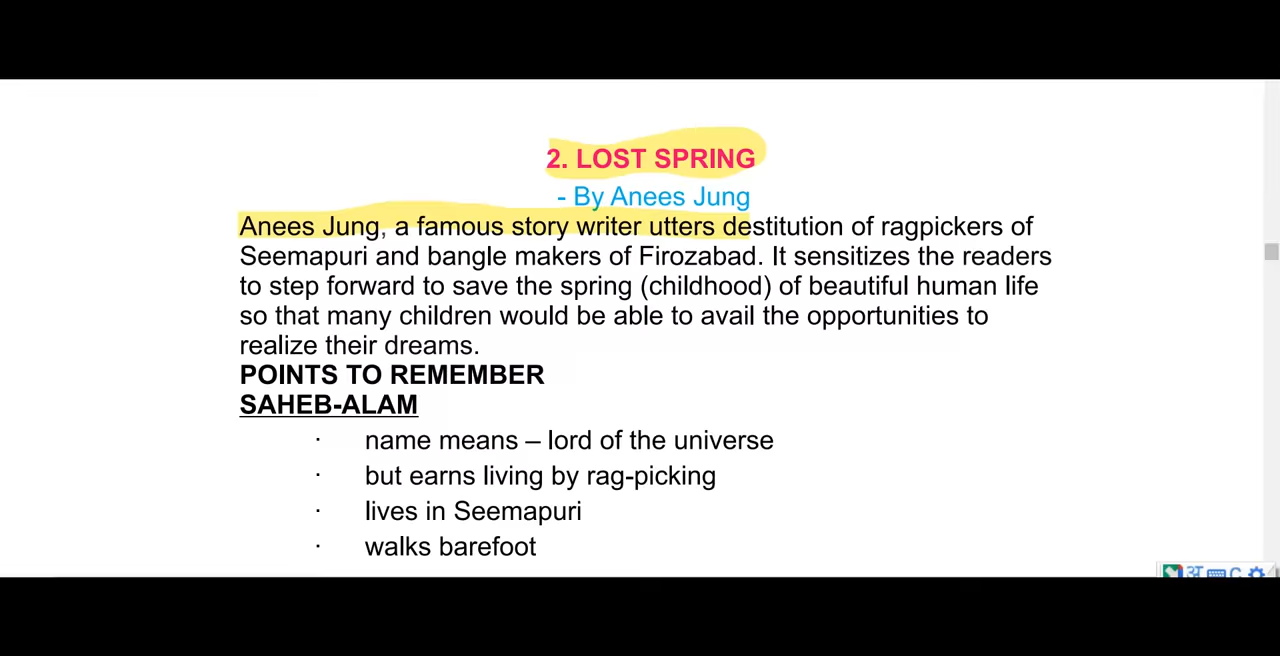 2. LOST SPRING
- By Anees Jung
Anees Jung, a famous story writer utters destitution of ragpickers of
Seemapuri and bangle makers of Firozabad. It sensitizes the readers
to step forward to save the spring (childhood) of beautiful human life
so that many children would be able to avail the opportunities to
realize their dreams.
POINTS TO REMEMBER
SAHEB-ALAM
· name means – lord of the universe
· but earns living by rag-picking
· lives in Seemapuri
· walks barefoot
अ